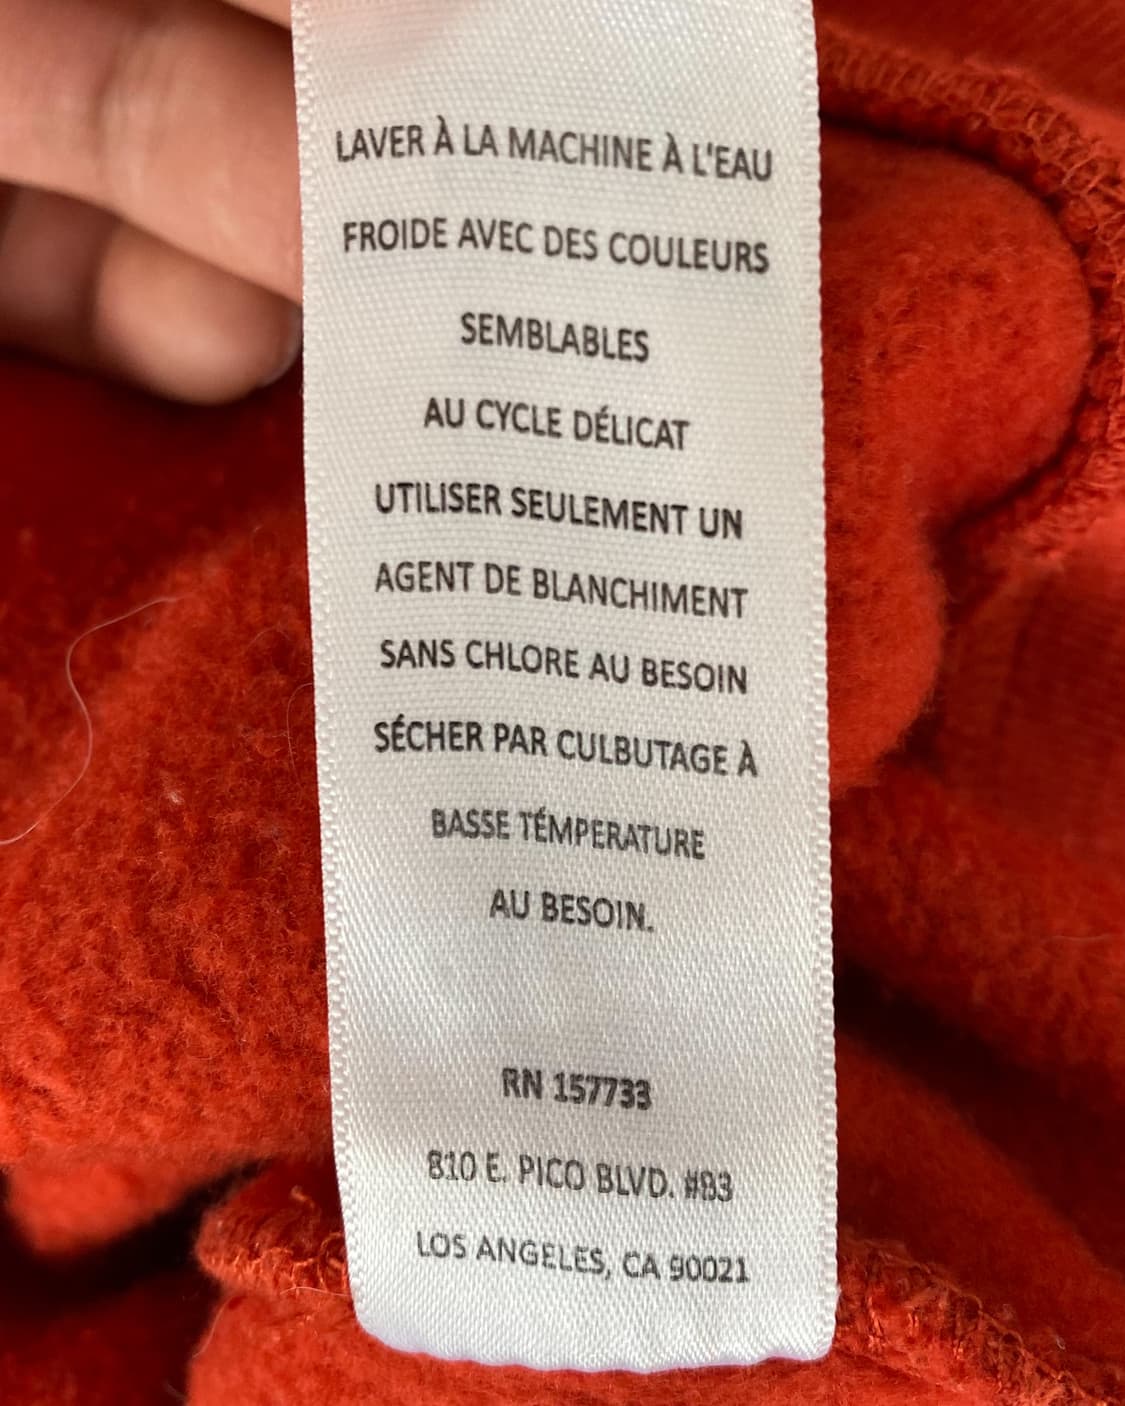 LAVER À LA MACHINE À L'EAU
FROIDE AVEC DES COULEURS
SEMBLABLES
AU CYCLE DÉLICAT
UTILISER SEULEMENT UN
AGENT DE BLANCHIMENT
SANS CHLORE AU BESOIN
SÉCHER PAR CULBUTAGE À
BASSE TÉMPERATURE
AU BESOIN.
RN 157733
810 E. PICO BLVD. #B3
LOS ANGELES, CA 90021